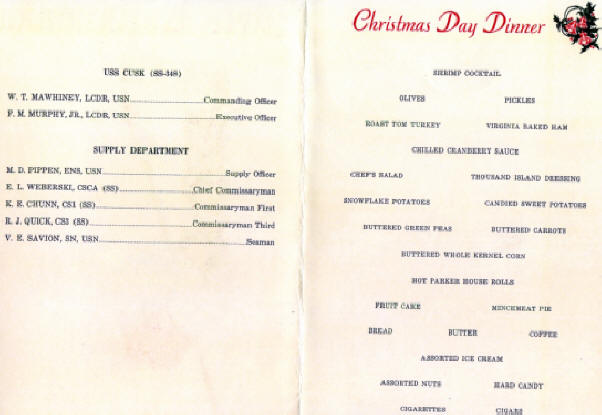 USS CUSK (SS-348)
W. T. MAWHINEY, LCDR, USN Commanding Officer
F. M. MURPHY, JR., LCDR, USN Executive Officer
SUPPLY DEPARTMENT
M. D. PIPPEN, ENS, USN Supply Officer
E. L. WEBERSKI, CSCA (SS) Chief Commissaryman
K. E. CHUNN, CS1 (SS) Commissaryman First
R. J. QUICK, CS3 (SS) Commissaryman Third
V. E. SAVION, SN, USN Seaman
Christmas Day Dinner
SHRIMP COCKTAIL
OLIVES PICKLES
ROAST TOM TURKEY VIRGINIA BAKED HAM
CHILLED CRANBERRY SAUCE
CHEF'S SALAD THOUSAND ISLAND DRESSING
SNOWFLAKE POTATOES CANDIED SWEET POTATOES
BUTTERED GREEN PEAS BUTTERED CARROTS
BUTTERED WHOLE KERNEL CORN
HOT PARKER HOUSE ROLLS
FRUIT CAKE MINCEMEAT PIE
BREAD BUTTER COFFEE
ASSORTED ICE CREAM
ASSORTED NUTS HARD CANDY
CIGARETTES CIGARS